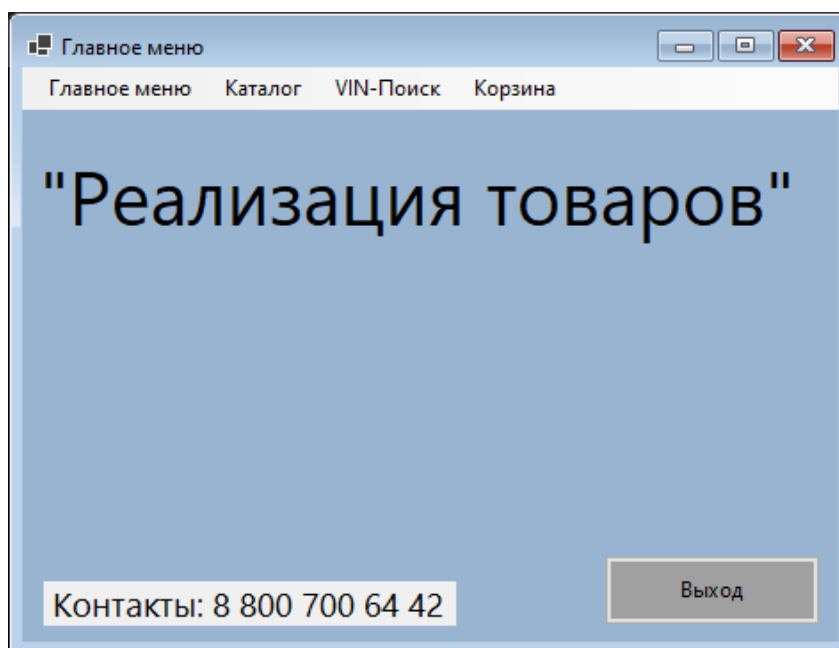 Главное меню
Главное меню Каталог VIN-Поиск Корзина
"Реализация товаров"
Контакты: 8 800 700 64 42
Выход